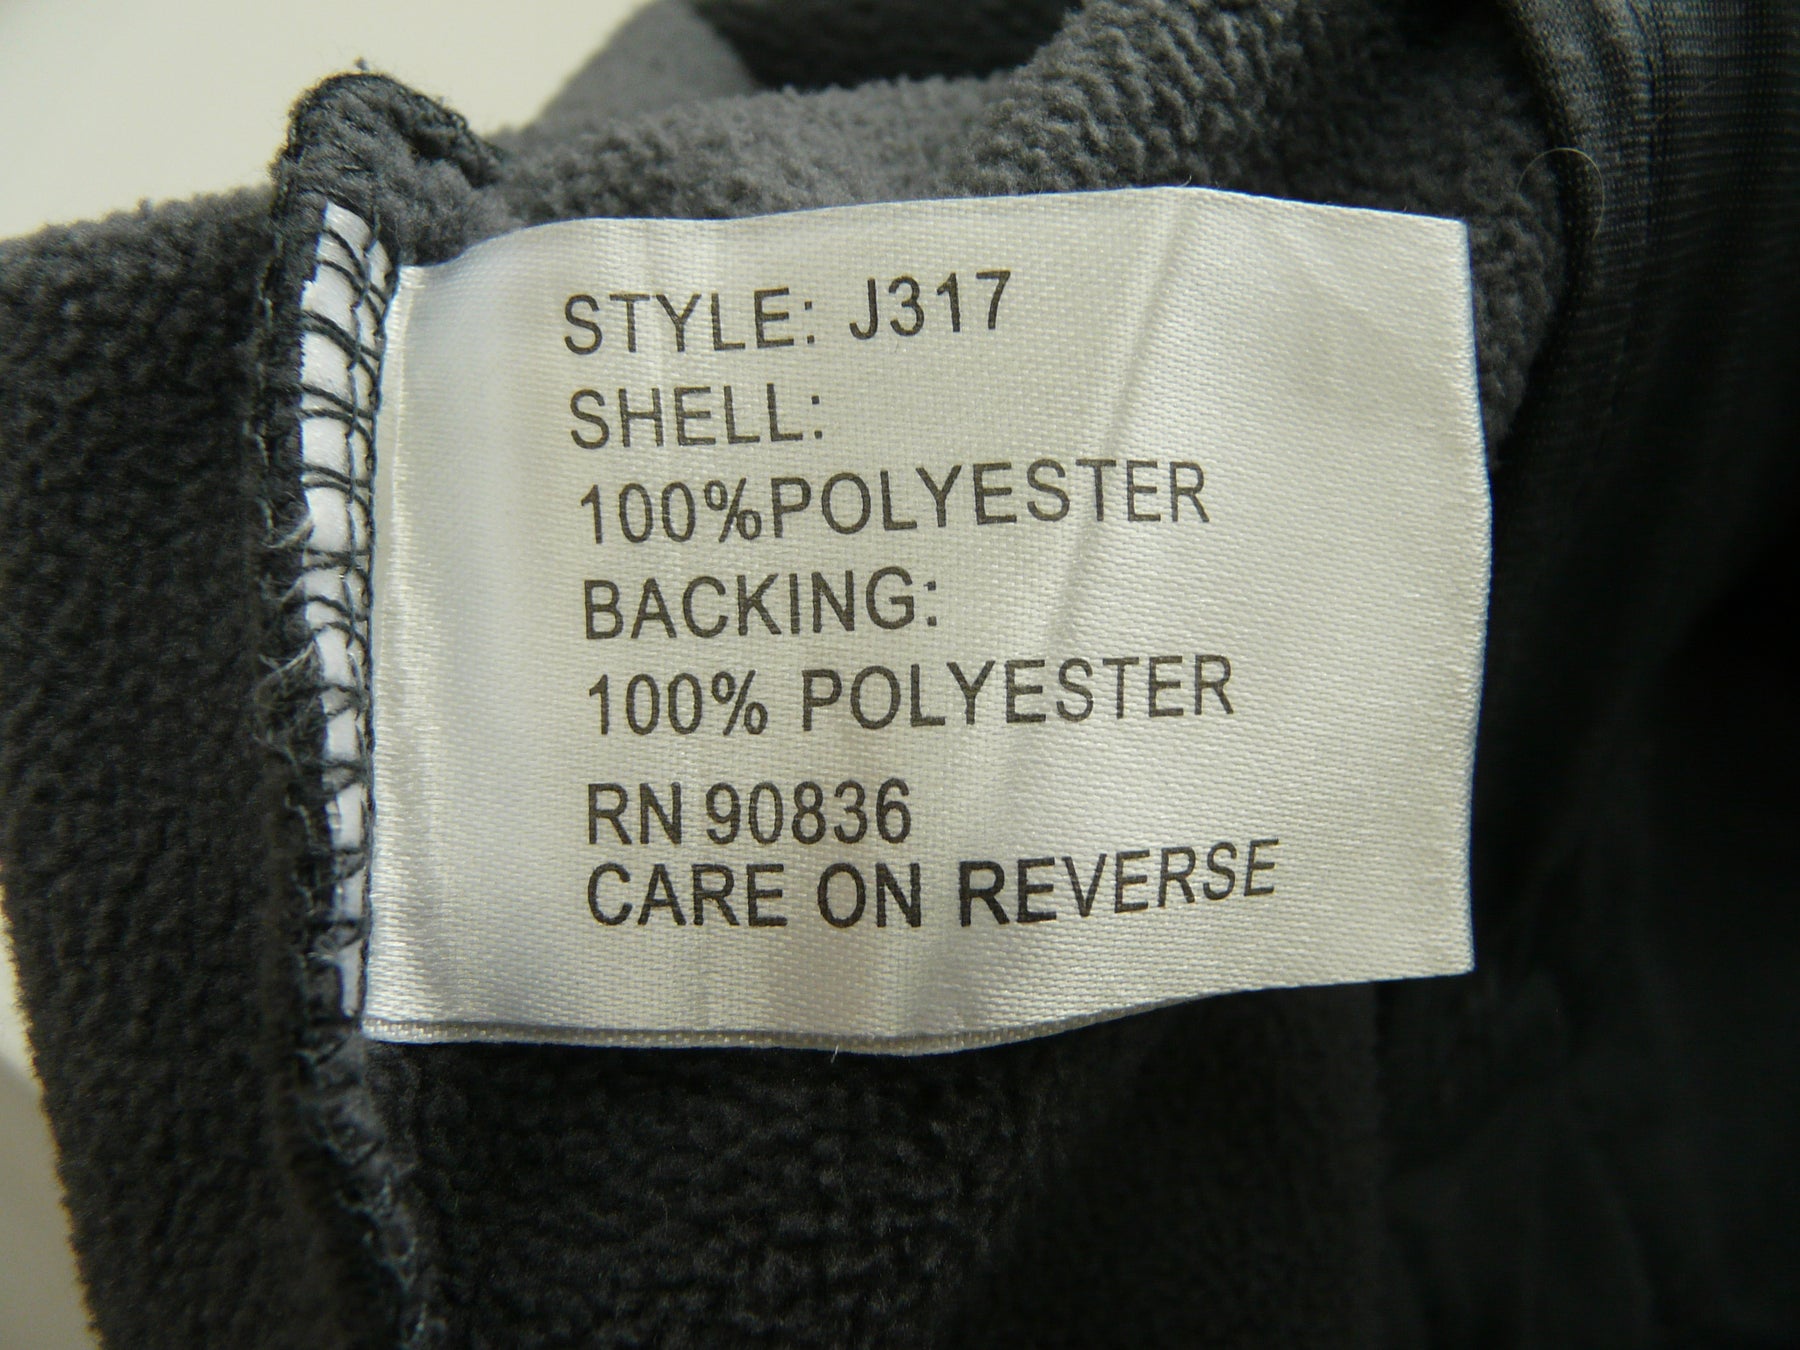 STYLE: J317
SHELL:
100%POLYESTER
BACKING:
100% POLYESTER
RN 90836
CARE ON REVERSE